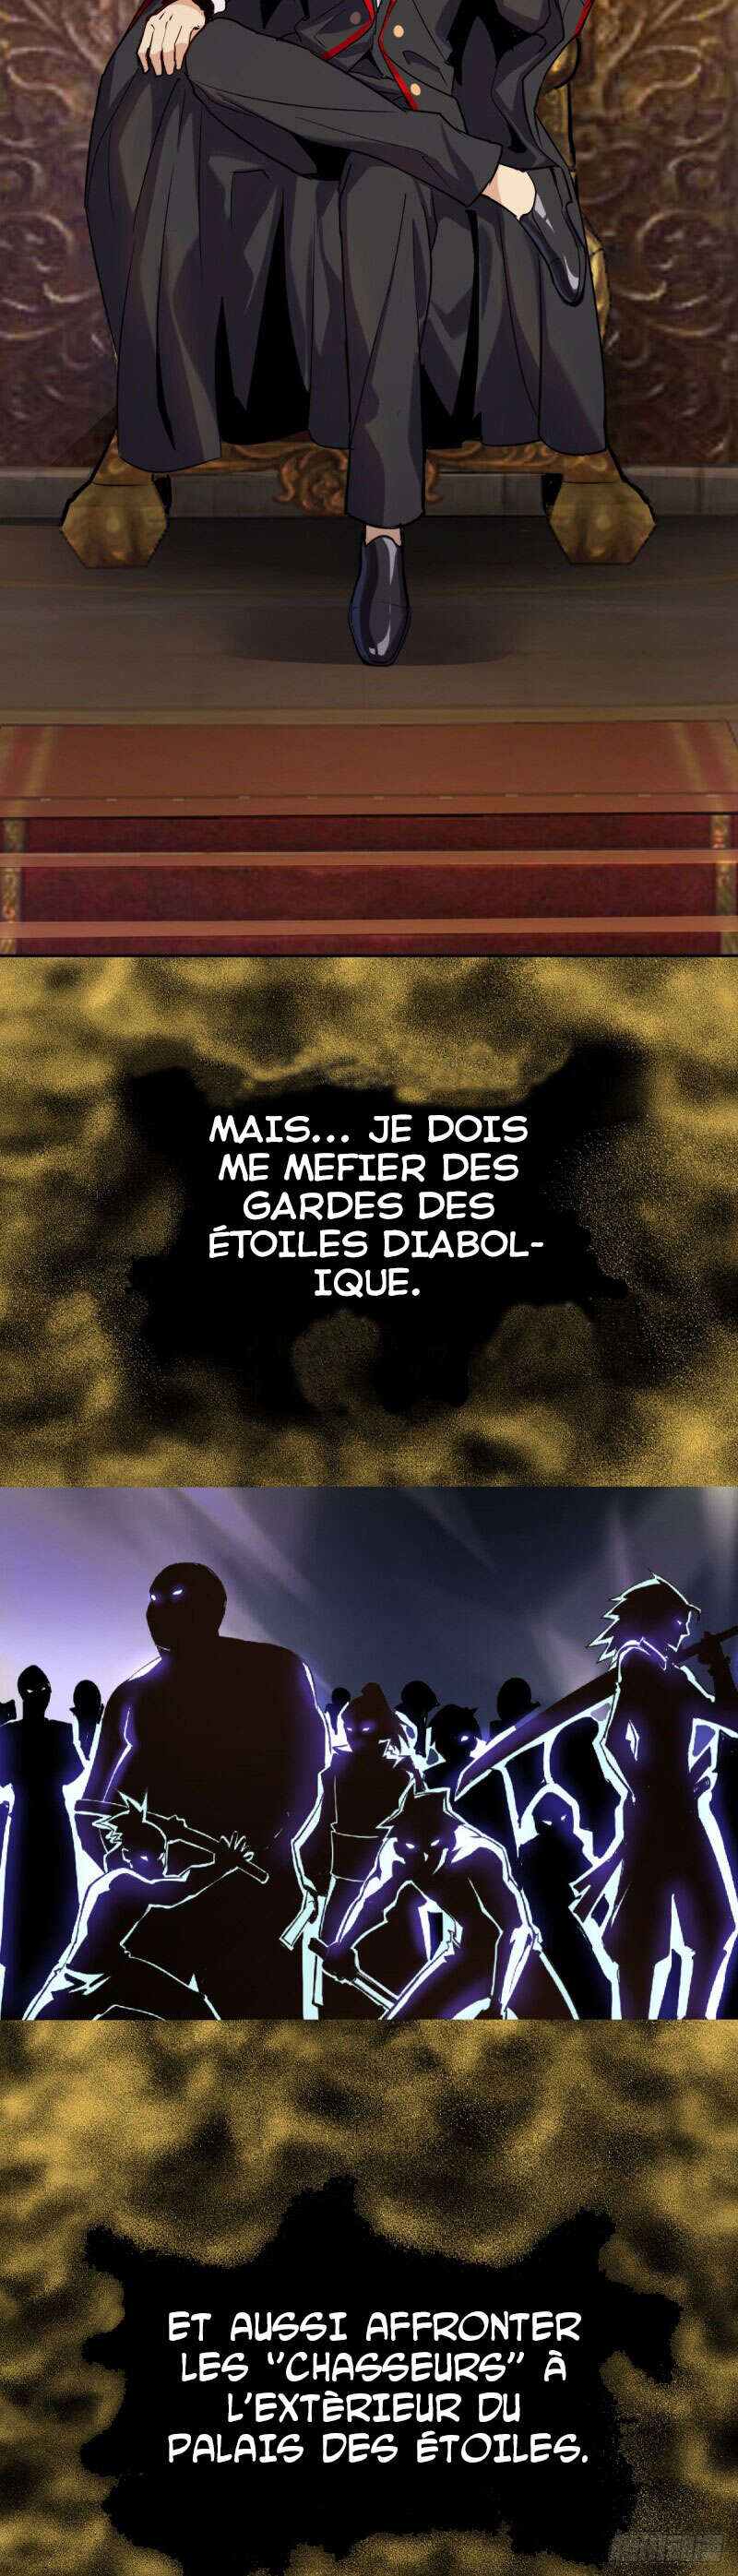 MAIS... JE DOIS
ME MEFIER DES
GARDES DES
ÉTOILES DIABOL-
IQUE.
ET AUSSI AFFRONTER
LES "CHASSEURS" À
L'EXTÈRIEUR DU
PALAIS DES ÉTOILES.